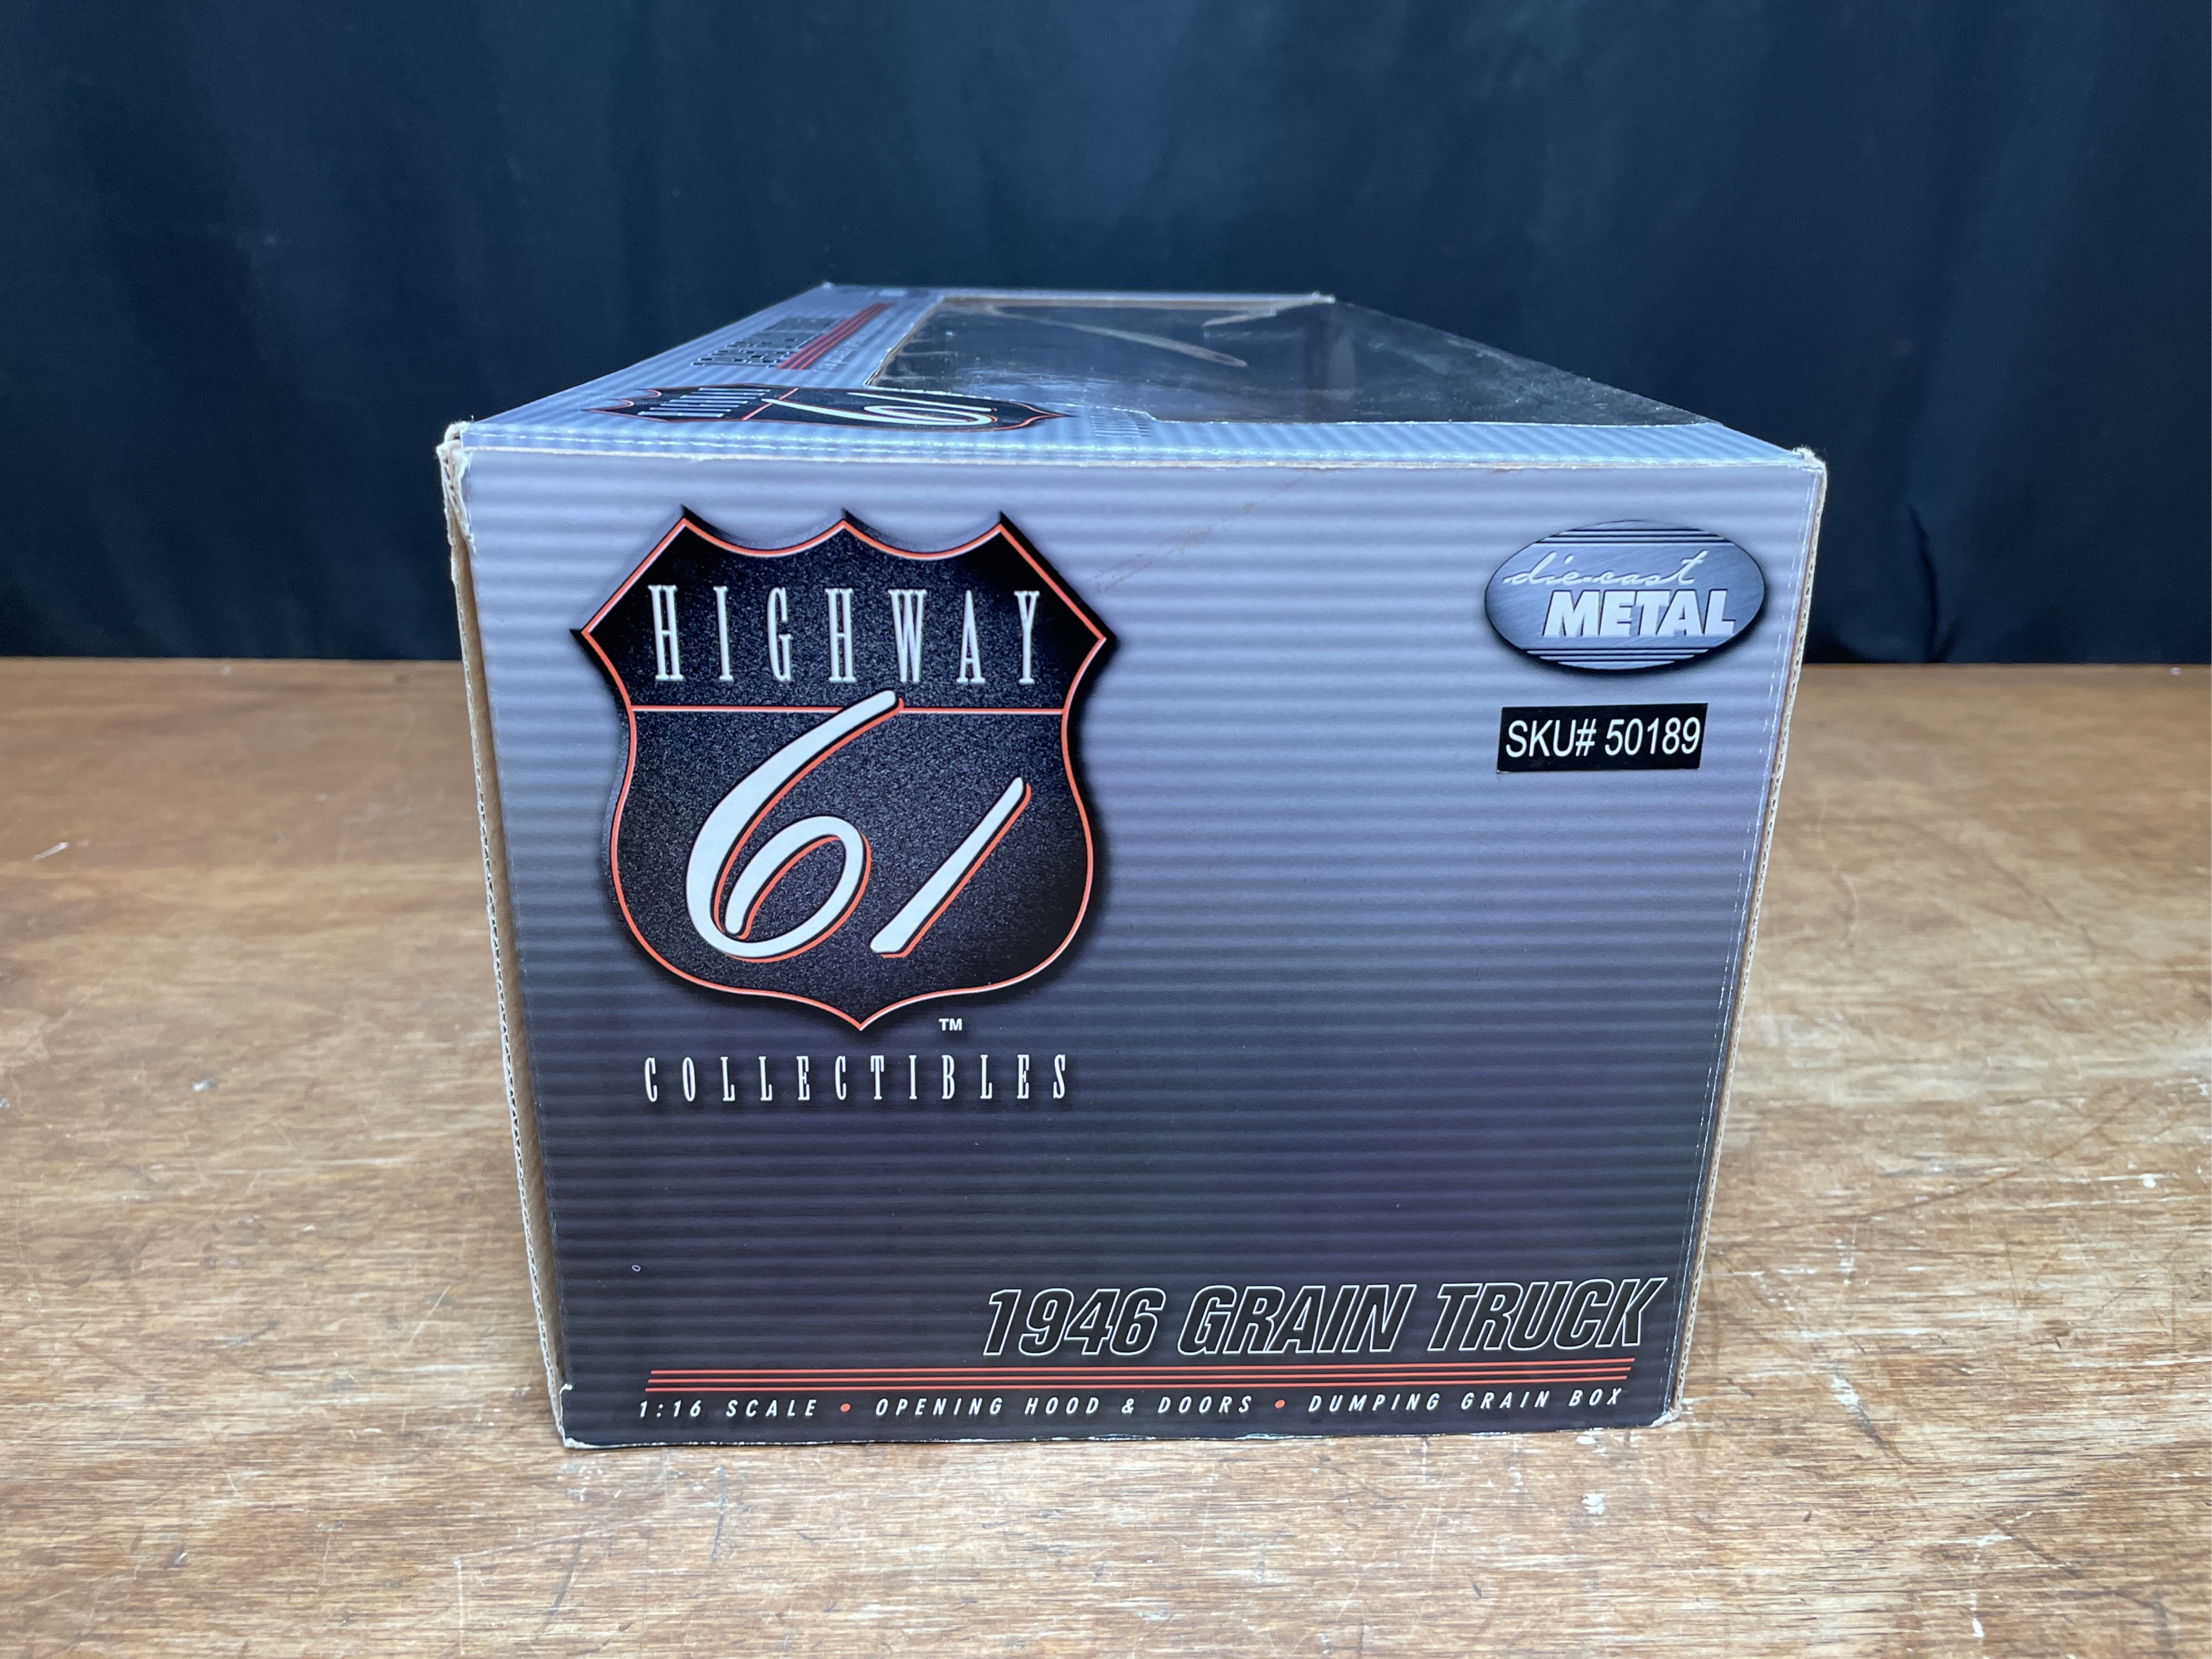 HIGHWAY
61
™
COLLECTIBLES
die-cast
METAL
SKU# 50189
1946 GRAIN TRUCK
1:16 SCALE • OPENING HOOD & DOORS • DUMPING GRAIN BOX